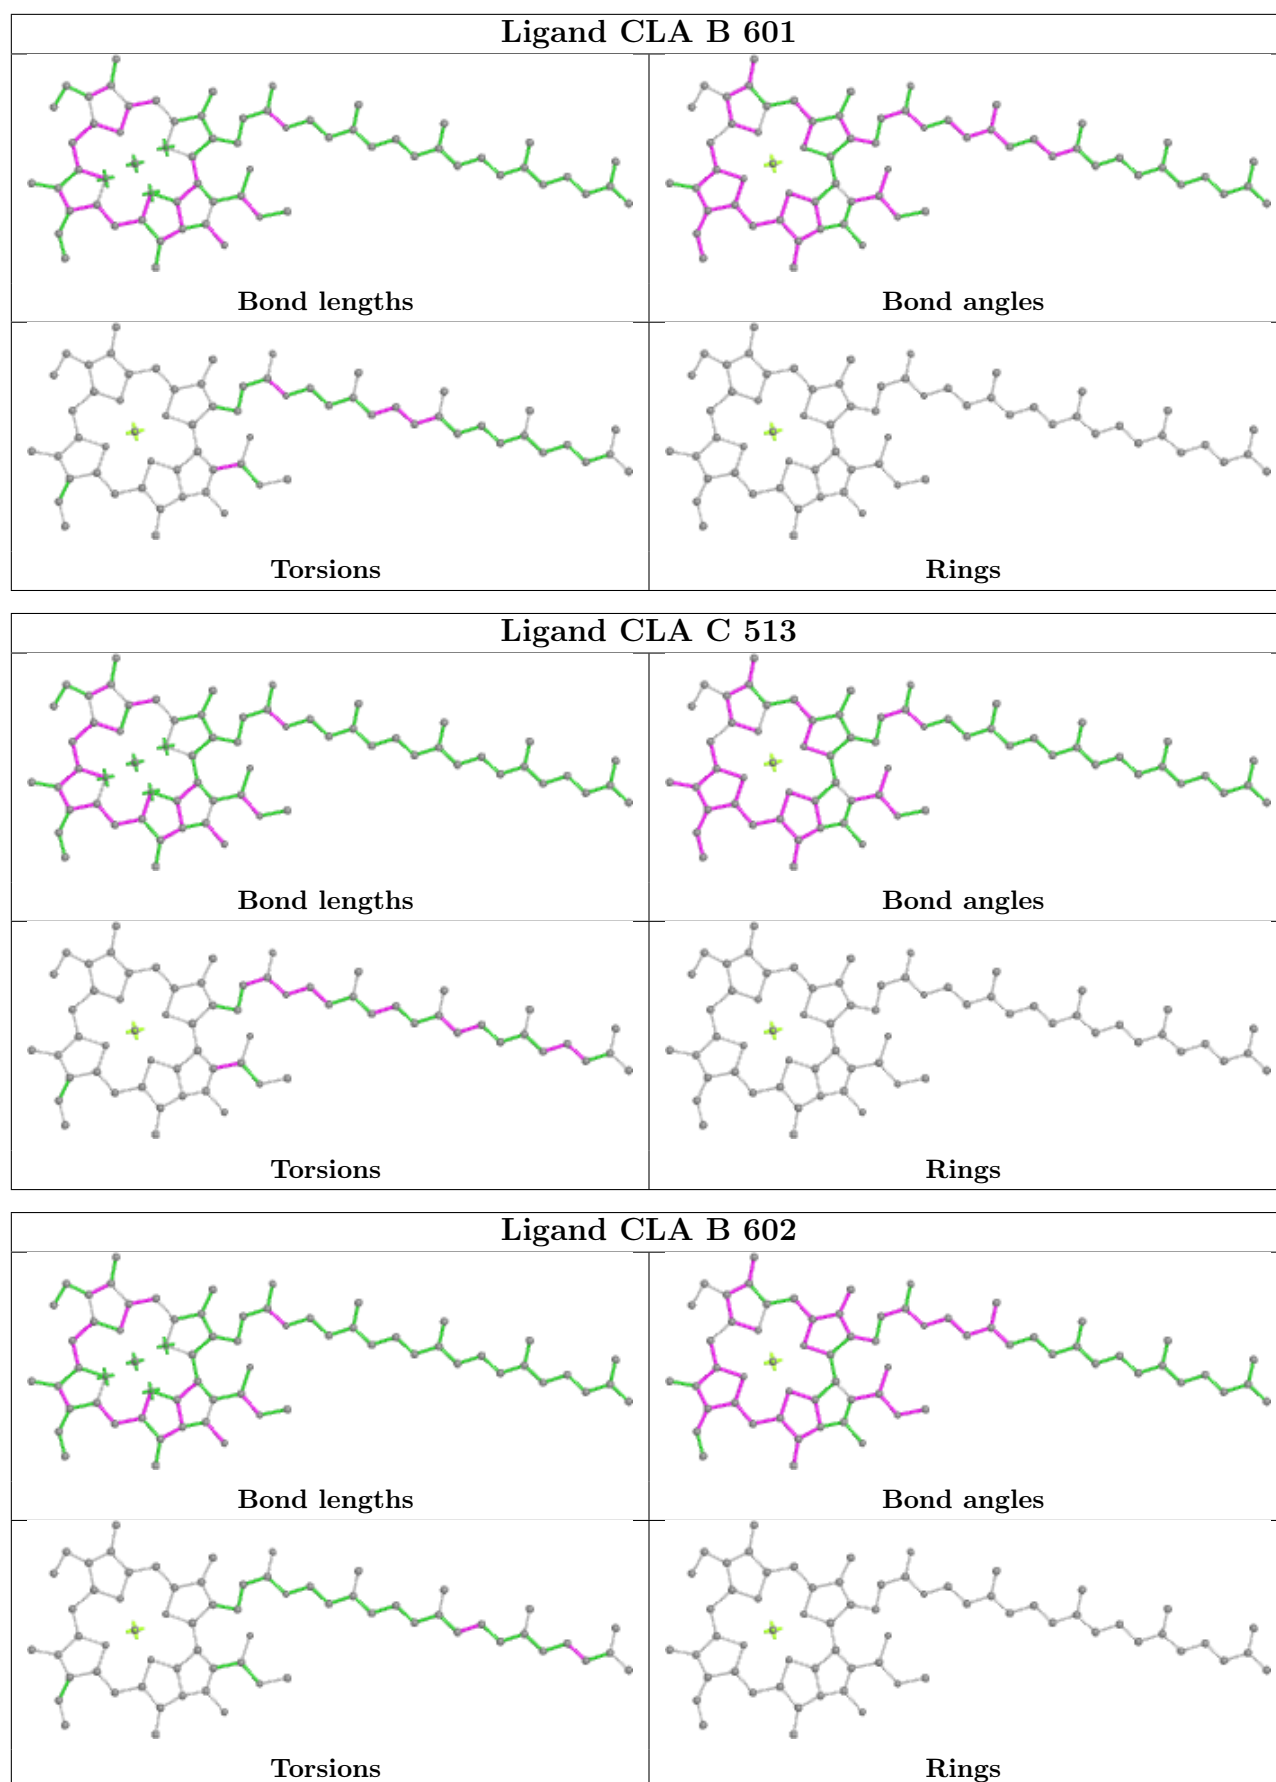 Ligand CLA B 601
Bond lengths
Bond angles
Torsions
Rings
Ligand CLA C 513
Bond lengths
Bond angles
Torsions
Rings
Ligand CLA B 602
Bond lengths
Bond angles
Torsions
Rings